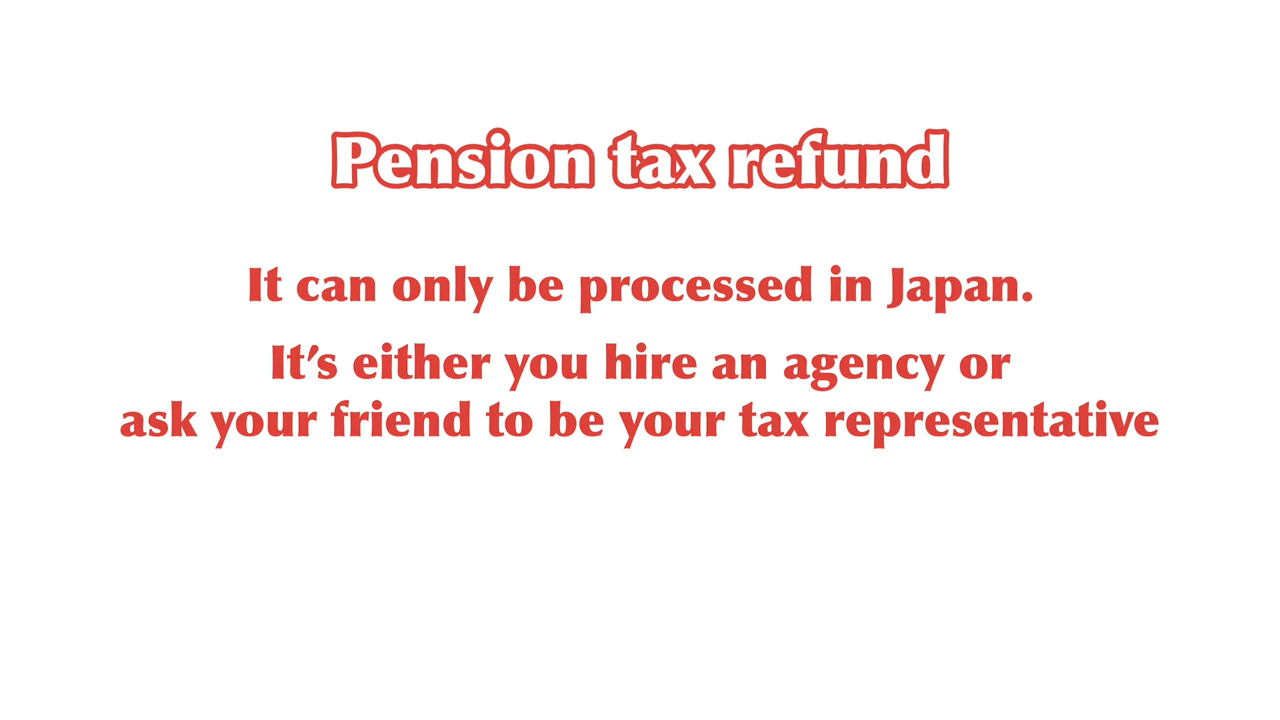 Pension tax refund
It can only be processed in Japan.
It’s either you hire an agency or
ask your friend to be your tax representative